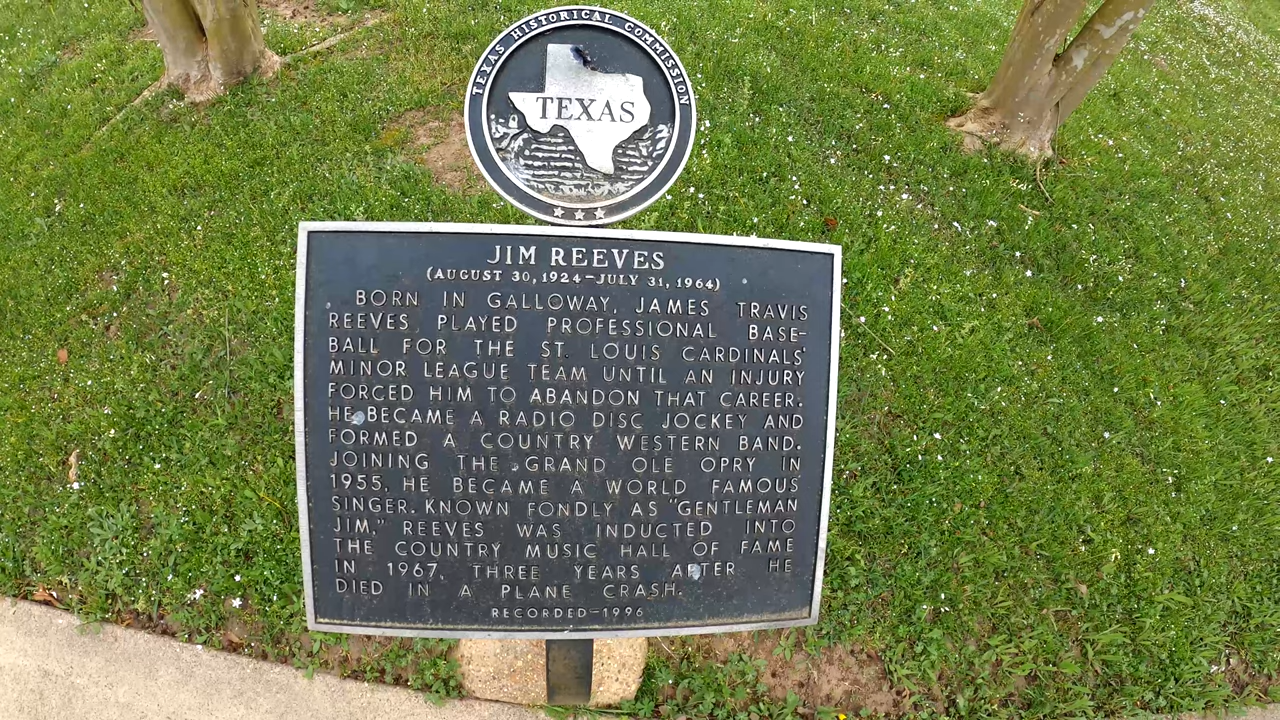 TEXAS HISTORICAL COMMISSION
TEXAS
JIM REEVES
(AUGUST 30, 1924–JULY 31, 1964)
BORN IN GALLOWAY, JAMES TRAVIS
REEVES PLAYED PROFESSIONAL BASE-
BALL FOR THE ST. LOUIS CARDINALS'
MINOR LEAGUE TEAM UNTIL AN INJURY
FORCED HIM TO ABANDON THAT CAREER.
HE BECAME A RADIO DISC JOCKEY AND
FORMED A COUNTRY WESTERN BAND.
JOINING THE GRAND OLE OPRY IN
1955, HE BECAME A WORLD FAMOUS
SINGER. KNOWN FONDLY AS "GENTLEMAN
JIM," REEVES WAS INDUCTED INTO
THE COUNTRY MUSIC HALL OF FAME
IN 1967, THREE YEARS AFTER HE
DIED IN A PLANE CRASH.
RECORDED–1996